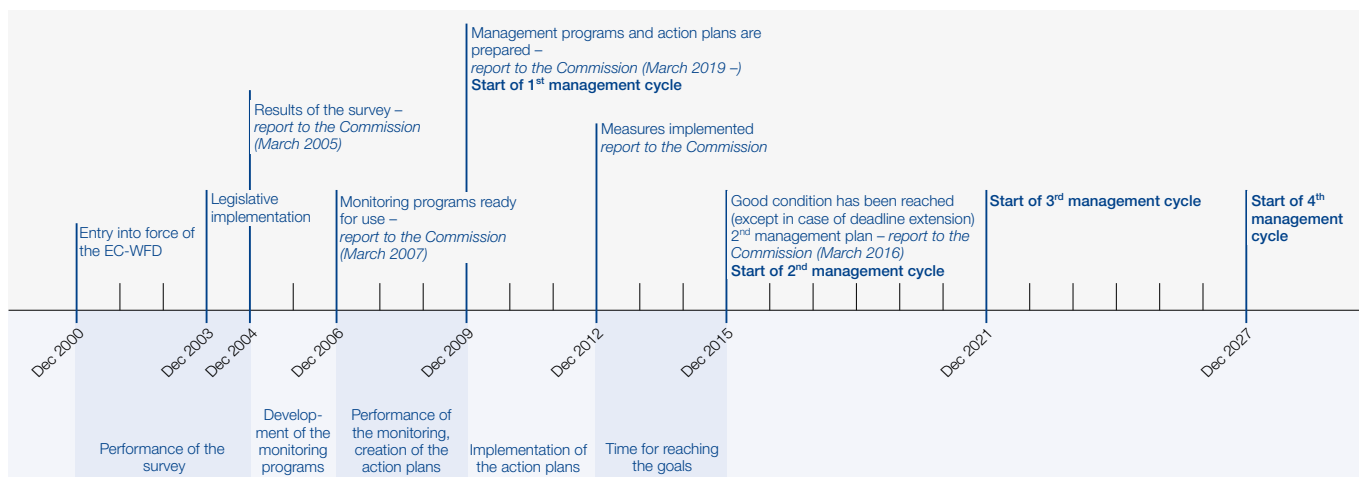 Management programs and action plans are
prepared –
report to the Commission (March 2019 –)
Start of 1st management cycle
Results of the survey –
report to the Commission
(March 2005)
Measures implemented
report to the Commission
Legislative
implementation
Monitoring programs ready
for use –
report to the Commission
(March 2007)
Good condition has been reached
(except in case of deadline extension)
2nd management plan – report to the
Commission (March 2016)
Start of 2nd management cycle
Start of 3rd management cycle
Start of 4th
management
cycle
Entry into force of
the EC-WFD
Dec 2000
Dec 2003
Dec 2004
Dec 2006
Dec 2009
Dec 2012
Dec 2015
Dec 2021
Dec 2027
Performance of the
survey
Develop-
ment of the
monitoring
programs
Performance of
the monitoring,
creation of the
action plans
Implementation of
the action plans
Time for reaching
the goals